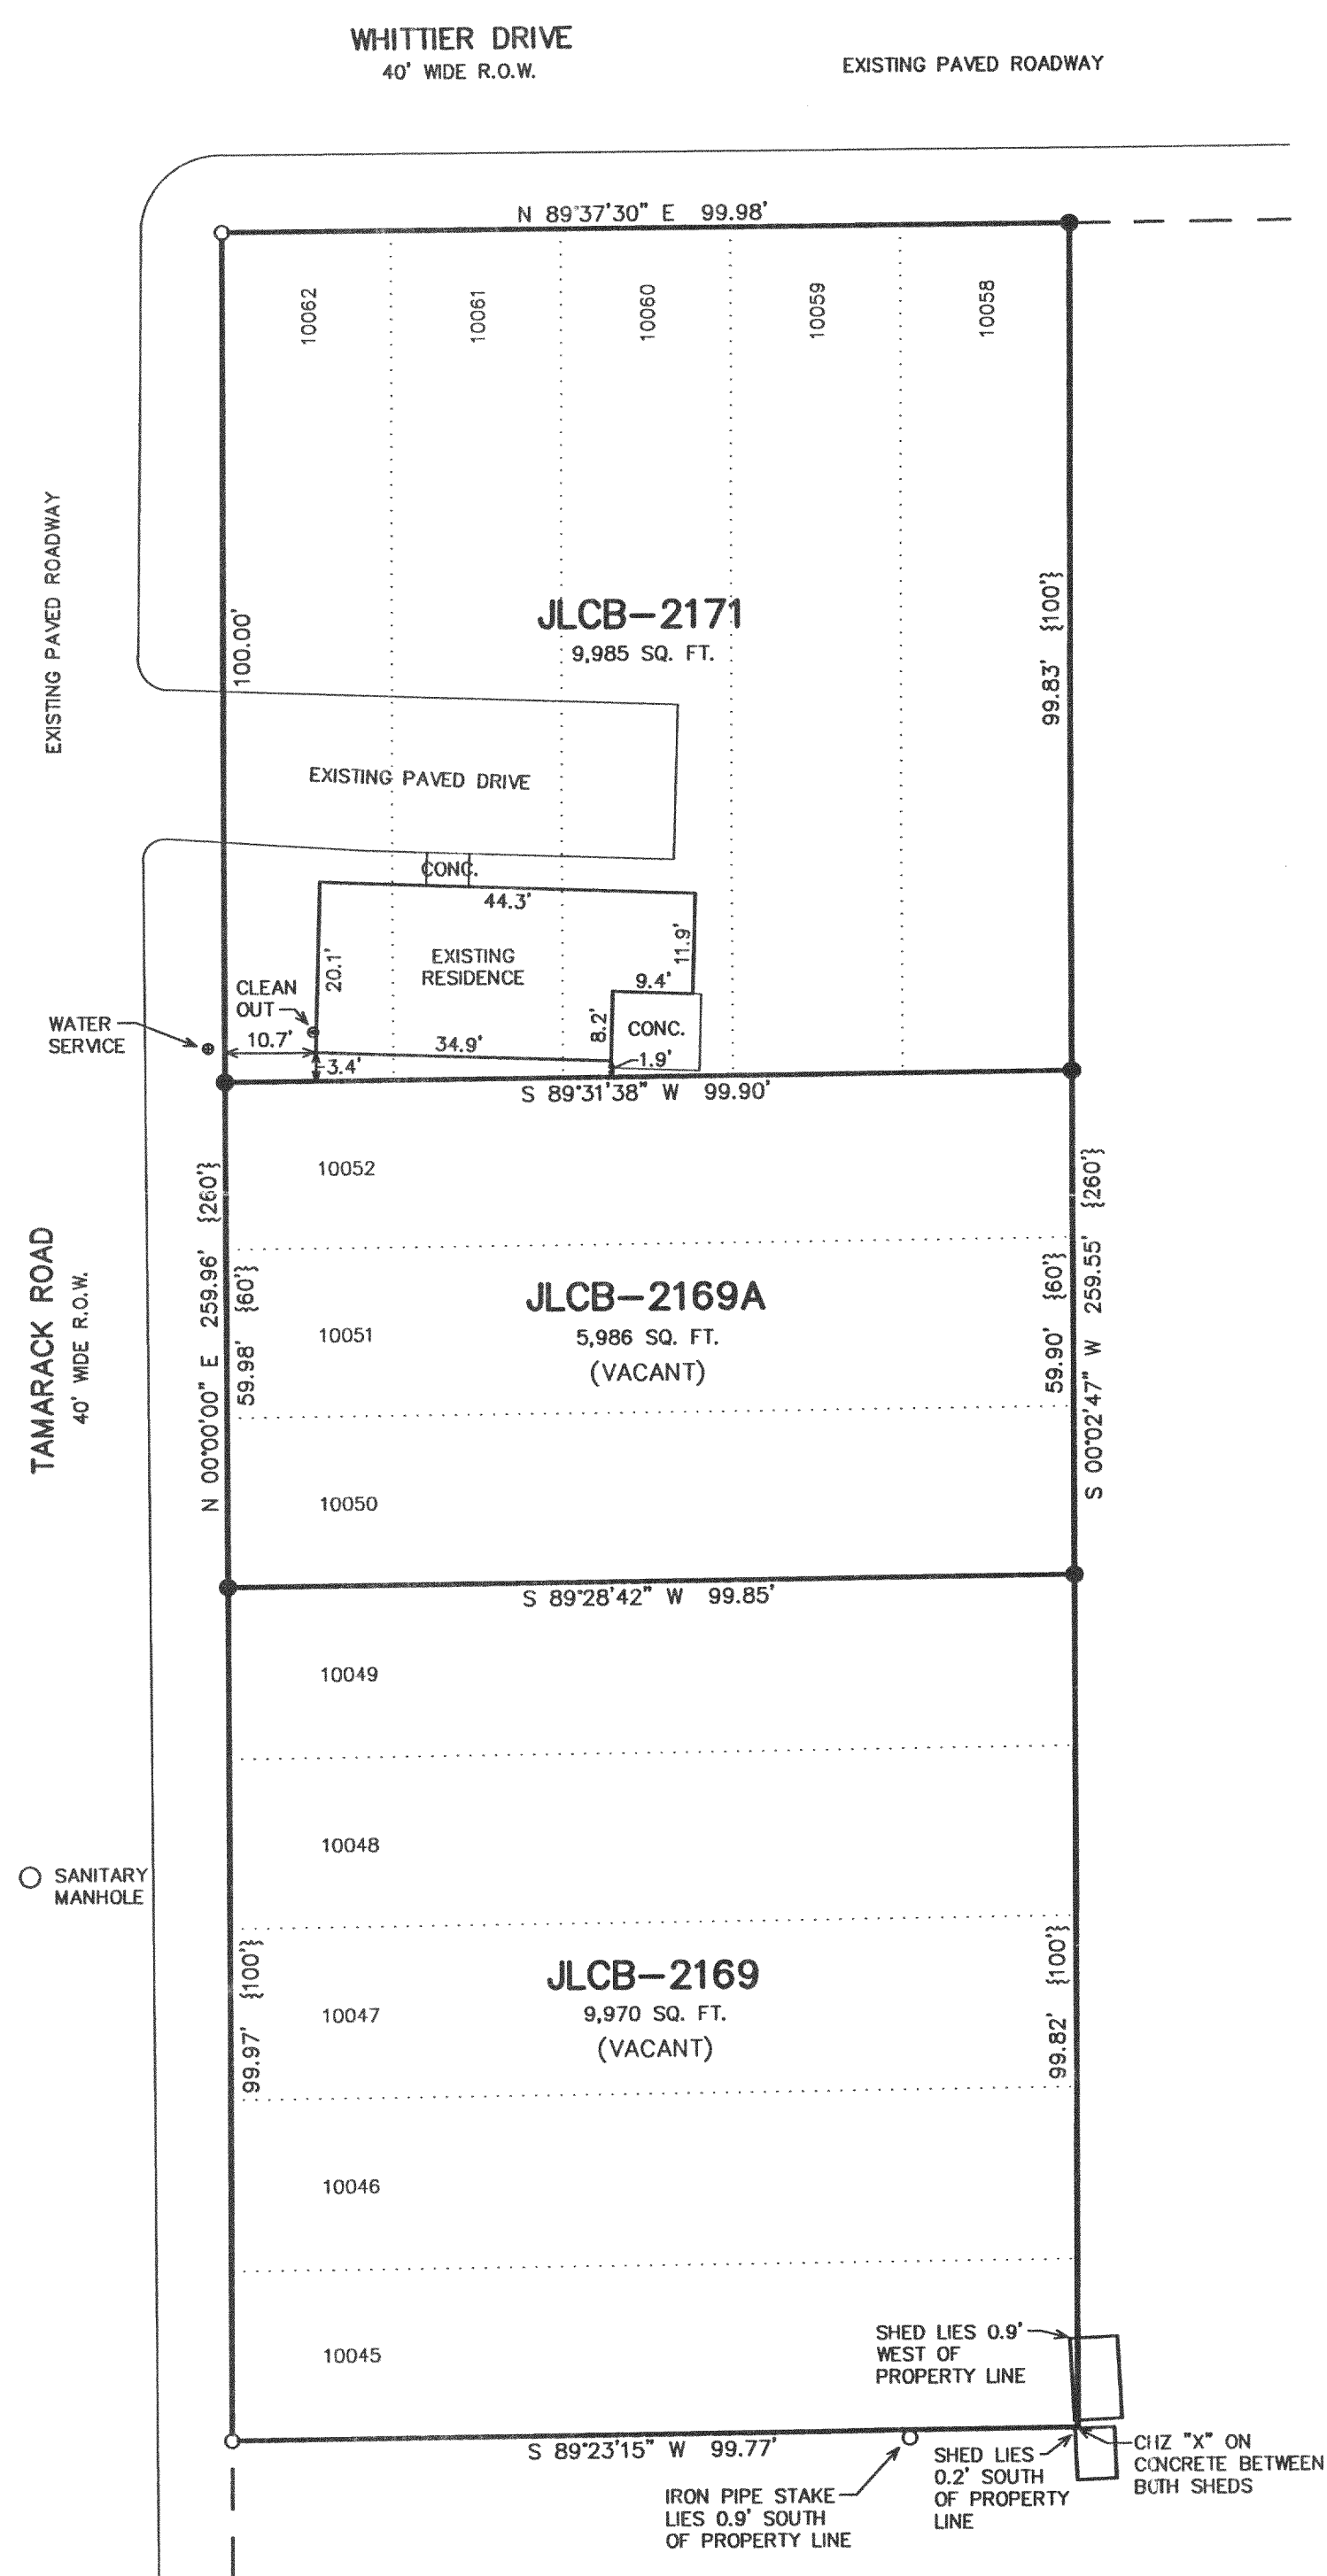 WHITTIER DRIVE
40' WIDE R.O.W.
EXISTING PAVED ROADWAY
N 89°37'30" E 99.98'
10062
10061
10060
10059
10058
EXISTING PAVED ROADWAY
100.00'
JLCB-2171
9,985 SQ. FT.
99.83' {100'}
EXISTING PAVED DRIVE
CONC.
44.3'
20.1'
EXISTING
RESIDENCE
11.9'
9.4'
8.2'
CONC.
CLEAN
OUT
WATER
SERVICE
10.7'
34.9'
3.4'
1.9'
S 89°31'38" W 99.90'
10052
N 00°00'00" E 259.96' {260'}
59.98' {60'}
TAMARACK ROAD
40' WIDE R.O.W.
JLCB-2169A
5,986 SQ. FT.
(VACANT)
10051
59.90' {60'}
S 00°02'47" W 259.55' {260'}
10050
S 89°28'42" W 99.85'
10049
10048
SANITARY
MANHOLE
99.97' {100'}
JLCB-2169
9,970 SQ. FT.
(VACANT)
10047
99.82' {100'}
10046
10045
SHED LIES 0.9'
WEST OF
PROPERTY LINE
S 89°23'15" W 99.77'
IRON PIPE STAKE
LIES 0.9' SOUTH
OF PROPERTY LINE
SHED LIES
0.2' SOUTH
OF PROPERTY
LINE
CHZ "X" ON
CONCRETE BETWEEN
BOTH SHEDS